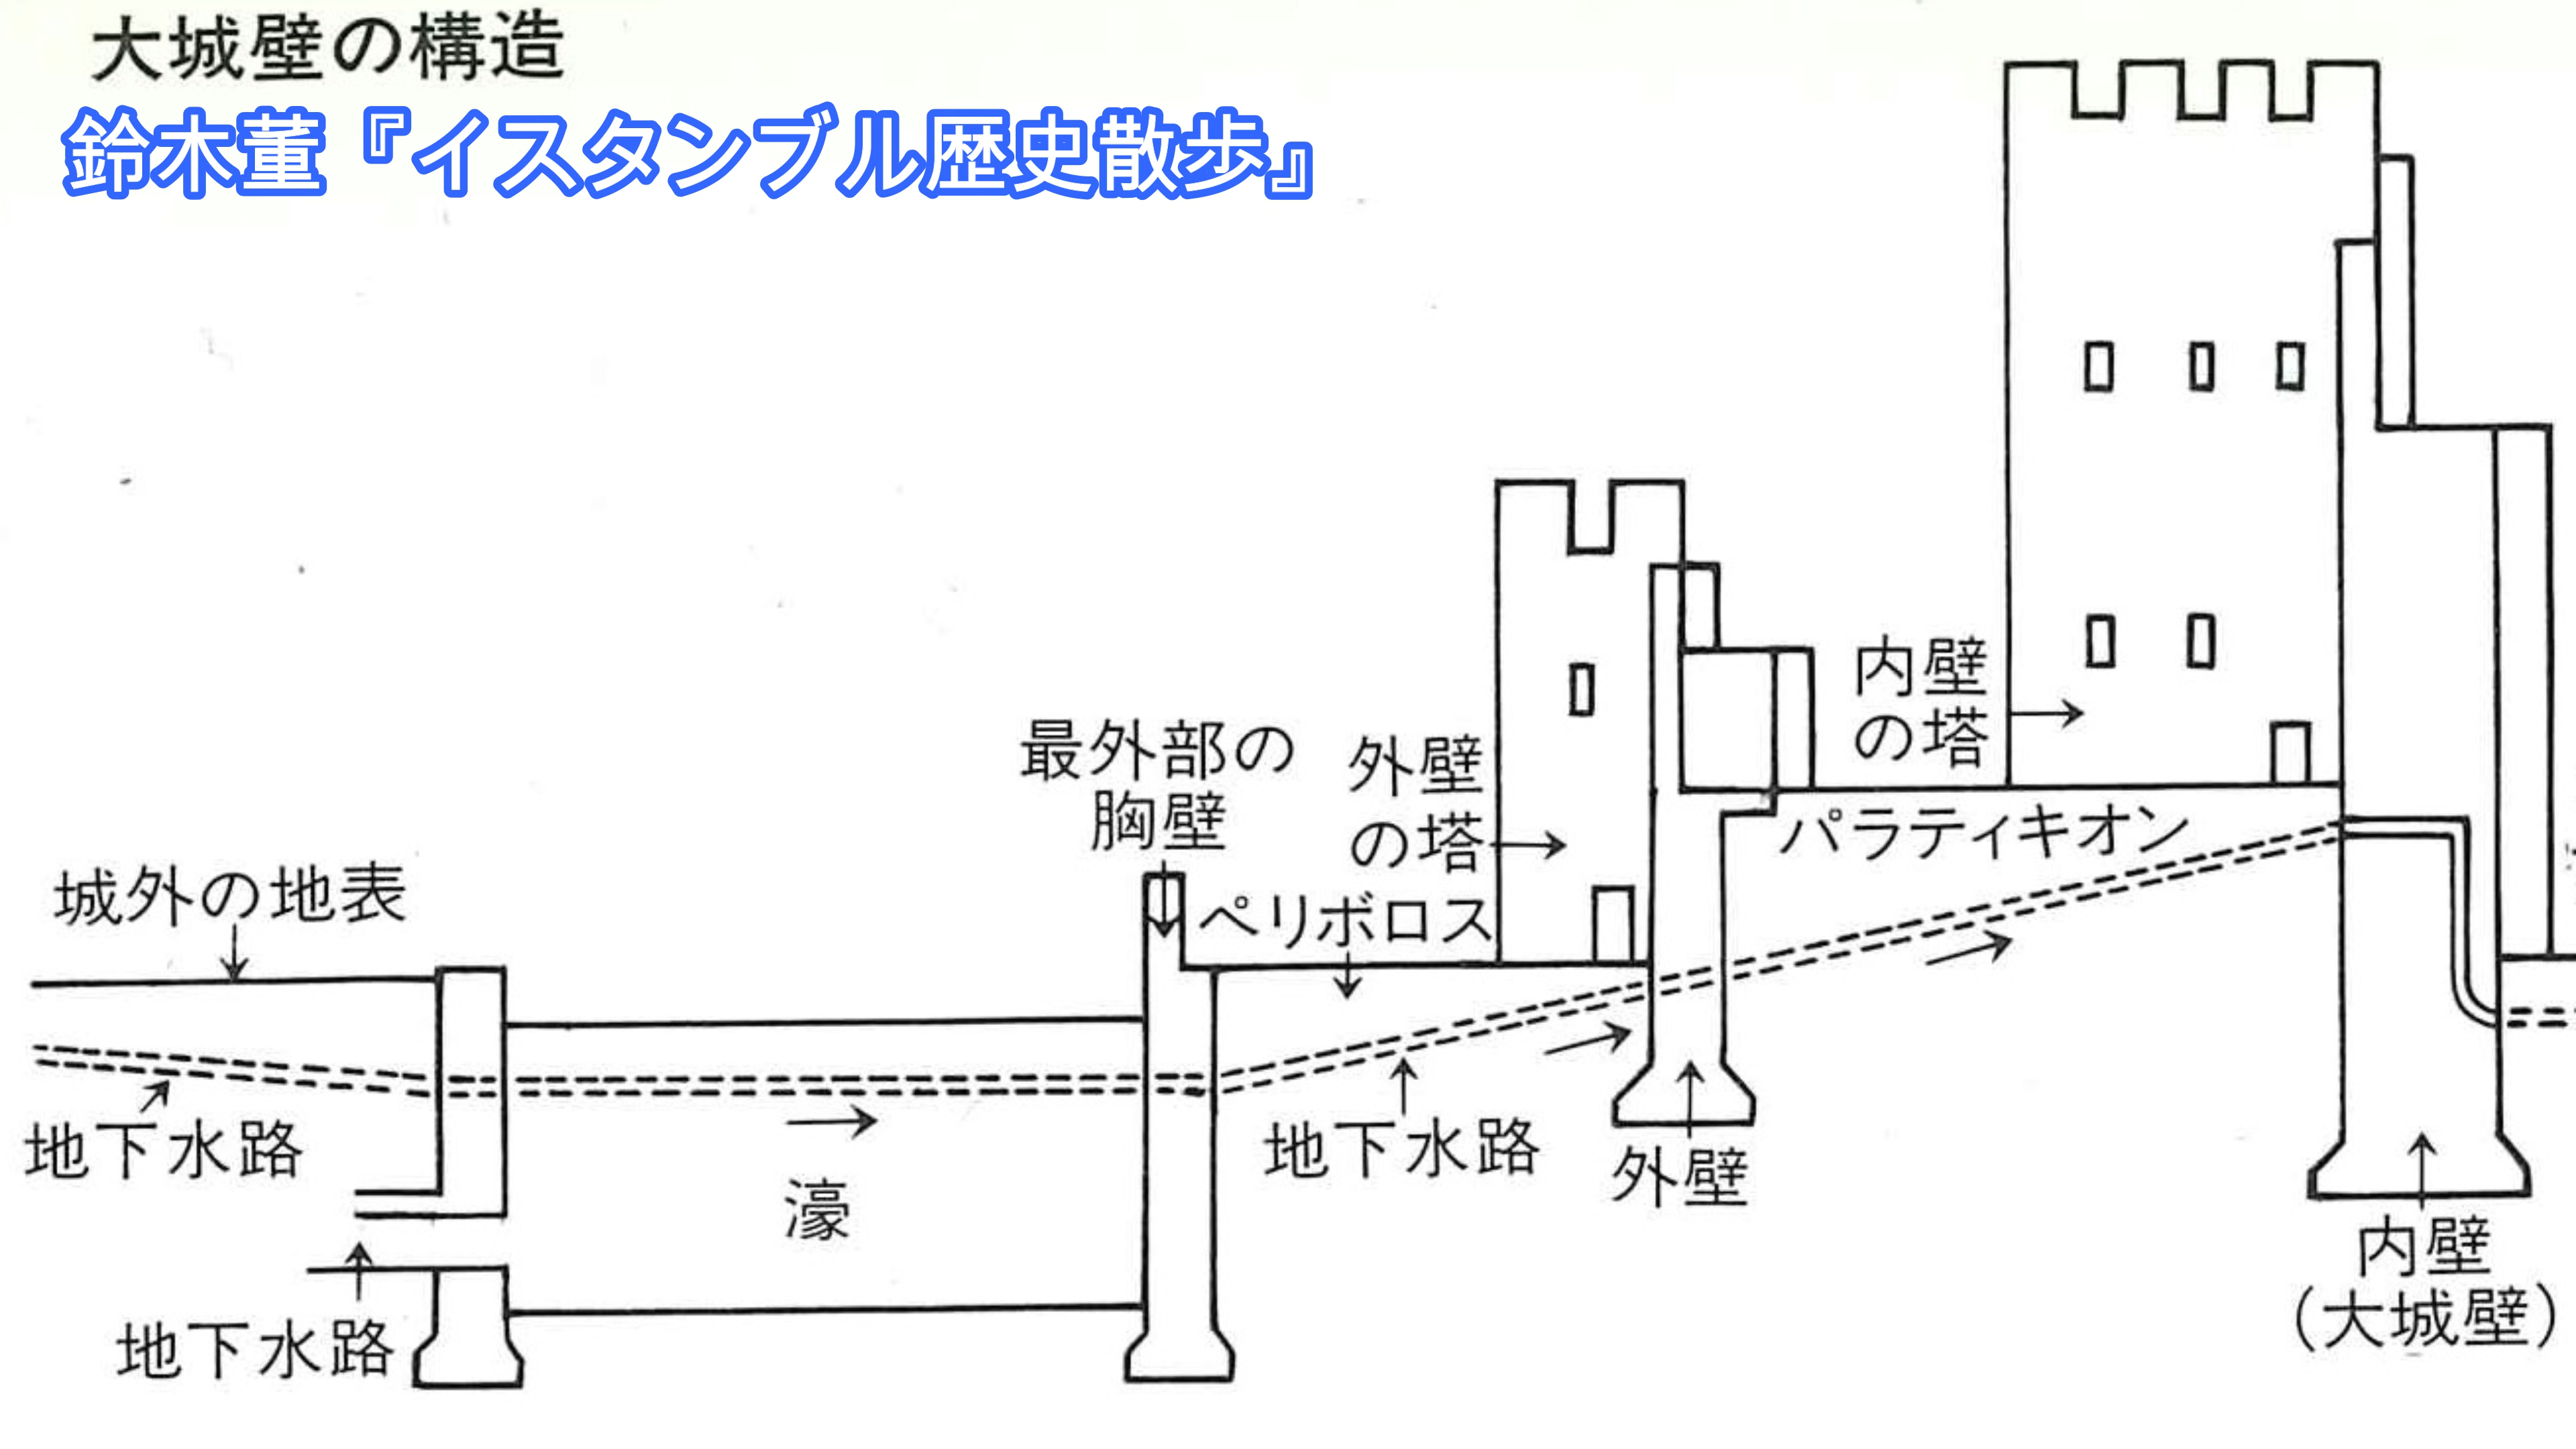 大城壁の構造
鈴木董『イスタンブル歴史散歩』
城外の地表
地下水路
地下水路
濠
最外部の
胸壁
ペリボロス
外壁
の塔
地下水路
外壁
パラティキオン
内壁
の塔
内壁
（大城壁）